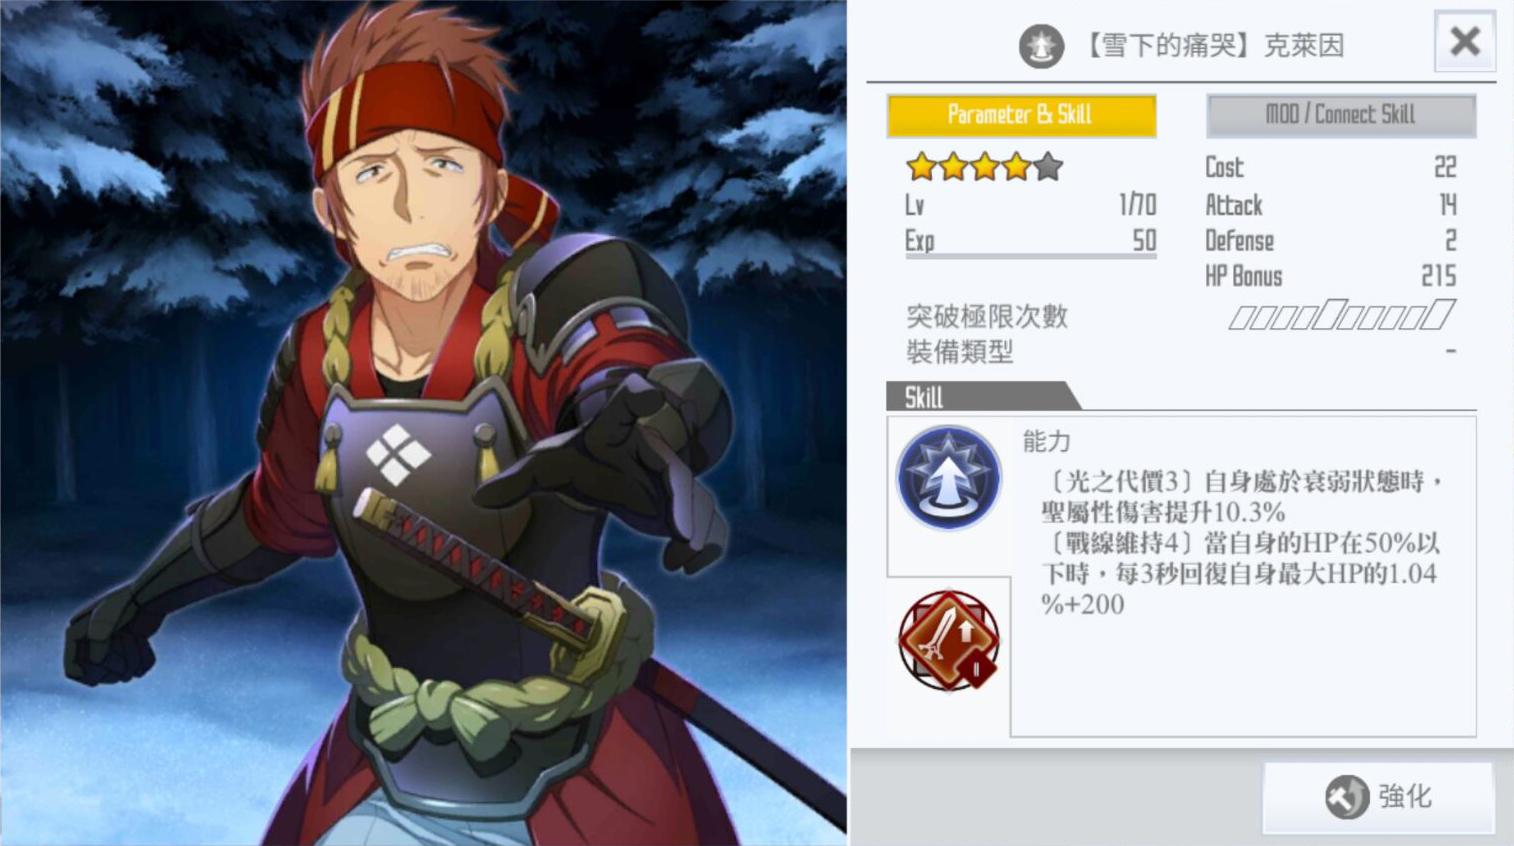 【雪下的痛哭】克萊因
Parameter & Skill
MOD / Connect Skill
Lv 1/70
Exp 50
Cost 22
Attack 14
Defense 2
HP Bonus 215
突破極限次數
裝備類型 -
Skill
能力
〔光之代價3〕自身處於衰弱狀態時，
聖屬性傷害提升10.3%
〔戰線維持4〕當自身的HP在50%以
下時，每3秒回復自身最大HP的1.04
%+200
II
強化